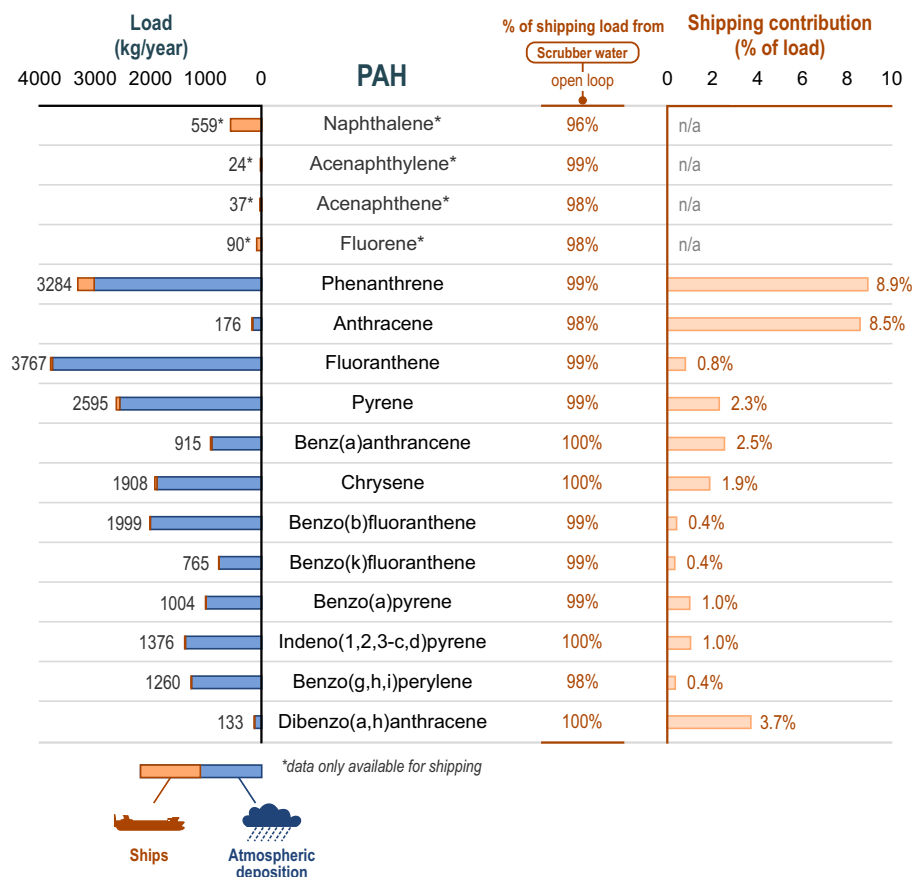 Load
(kg/year)
% of shipping load from
Scrubber water
open loop
Shipping contribution
(% of load)
4000 3000 2000 1000 0
PAH
0 2 4 6 8 10
559* Naphthalene* 96% n/a
24* Acenaphthylene* 99% n/a
37* Acenaphthene* 98% n/a
90* Fluorene* 98% n/a
3284 Phenanthrene 99% 8.9%
176 Anthracene 98% 8.5%
3767 Fluoranthene 99% 0.8%
2595 Pyrene 99% 2.3%
915 Benz(a)anthrancene 100% 2.5%
1908 Chrysene 100% 1.9%
1999 Benzo(b)fluoranthene 99% 0.4%
765 Benzo(k)fluoranthene 99% 0.4%
1004 Benzo(a)pyrene 99% 1.0%
1376 Indeno(1,2,3-c,d)pyrene 100% 1.0%
1260 Benzo(g,h,i)perylene 98% 0.4%
133 Dibenzo(a,h)anthracene 100% 3.7%
*data only available for shipping
Ships
Atmospheric
deposition